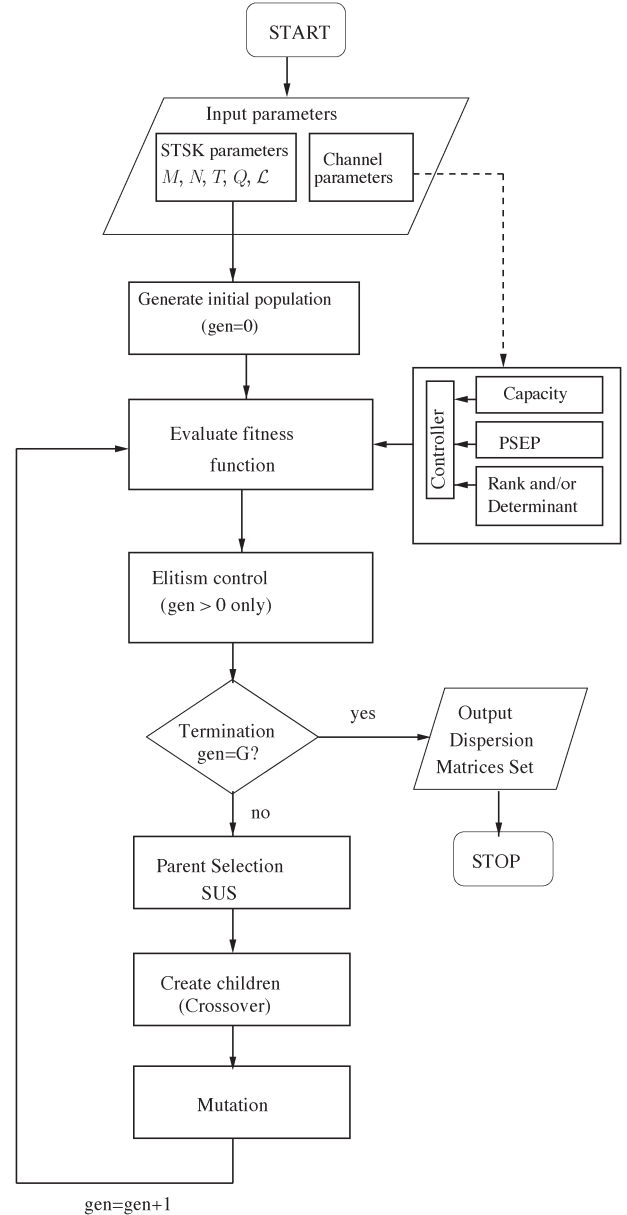 START
Input parameters
STSK parameters
M, N, T, Q, ℒ
Channel
parameters
Generate initial population
(gen=0)
Evaluate fitness
function
Controller
Capacity
PSEP
Rank and/or
Determinant
Elitism control
(gen > 0 only)
Termination
gen=G?
yes
Output
Dispersion
Matrices Set
no
STOP
Parent Selection
SUS
Create children
(Crossover)
Mutation
gen=gen+1